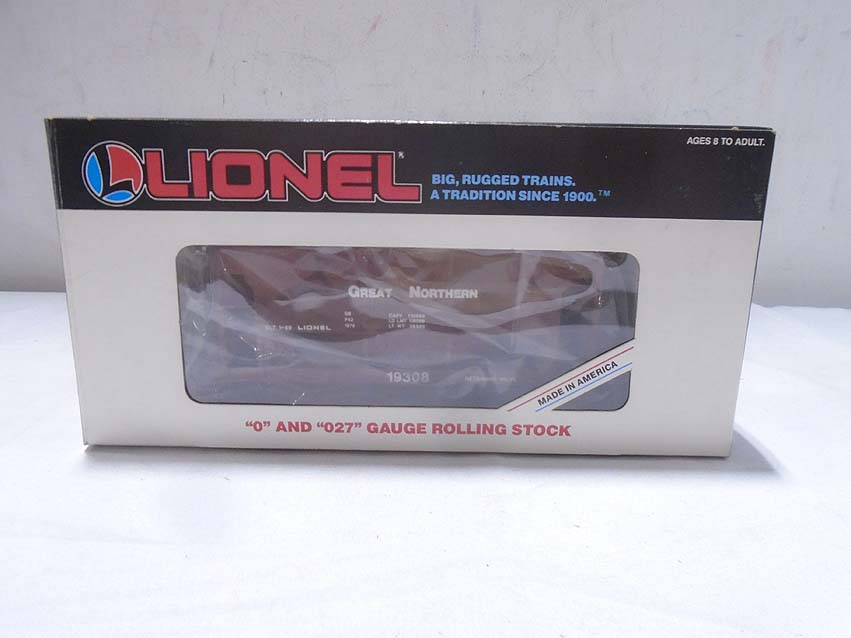 AGES 8 TO ADULT.
LIONEL®
BIG, RUGGED TRAINS.
A TRADITION SINCE 1900.™
GREAT NORTHERN
LIONEL
19308
MADE IN AMERICA
"O" AND "027" GAUGE ROLLING STOCK